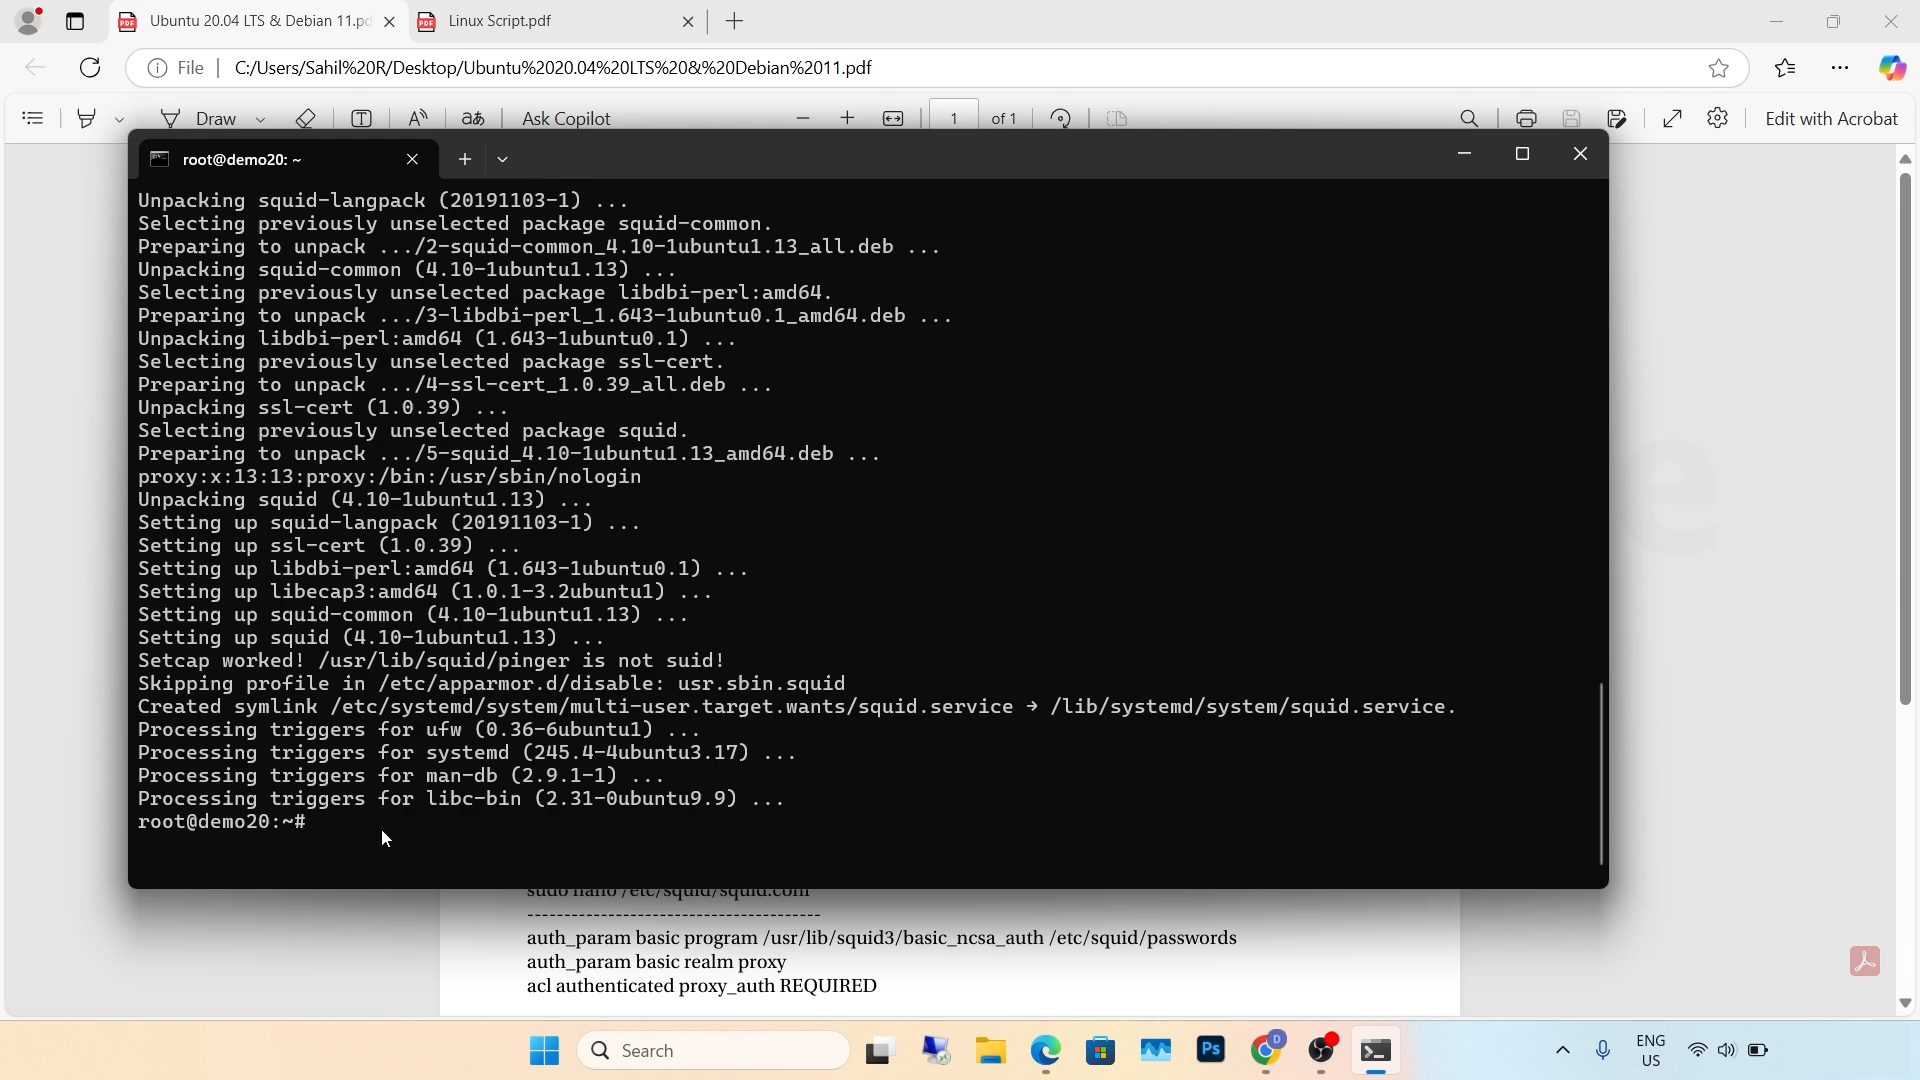 Ubuntu 20.04 LTS & Debian 11.pd
Linux Script.pdf
File
C:/Users/Sahil%20R/Desktop/Ubuntu%2020.04%20LTS%20&%20Debian%2011.pdf
Draw
aあ
Ask Copilot
1
of 1
Edit with Acrobat
root@demo20: ~
Unpacking squid-langpack (20191103-1) ...
Selecting previously unselected package squid-common.
Preparing to unpack .../2-squid-common_4.10-1ubuntu1.13_all.deb ...
Unpacking squid-common (4.10-1ubuntu1.13) ...
Selecting previously unselected package libdbi-perl:amd64.
Preparing to unpack .../3-libdbi-perl_1.643-1ubuntu0.1_amd64.deb ...
Unpacking libdbi-perl:amd64 (1.643-1ubuntu0.1) ...
Selecting previously unselected package ssl-cert.
Preparing to unpack .../4-ssl-cert_1.0.39_all.deb ...
Unpacking ssl-cert (1.0.39) ...
Selecting previously unselected package squid.
Preparing to unpack .../5-squid_4.10-1ubuntu1.13_amd64.deb ...
proxy:x:13:13:proxy:/bin:/usr/sbin/nologin
Unpacking squid (4.10-1ubuntu1.13) ...
Setting up squid-langpack (20191103-1) ...
Setting up ssl-cert (1.0.39) ...
Setting up libdbi-perl:amd64 (1.643-1ubuntu0.1) ...
Setting up libecap3:amd64 (1.0.1-3.2ubuntu1) ...
Setting up squid-common (4.10-1ubuntu1.13) ...
Setting up squid (4.10-1ubuntu1.13) ...
Setcap worked! /usr/lib/squid/pinger is not suid!
Skipping profile in /etc/apparmor.d/disable: usr.sbin.squid
Created symlink /etc/systemd/system/multi-user.target.wants/squid.service → /lib/systemd/system/squid.service.
Processing triggers for ufw (0.36-6ubuntu1) ...
Processing triggers for systemd (245.4-4ubuntu3.17) ...
Processing triggers for man-db (2.9.1-1) ...
Processing triggers for libc-bin (2.31-0ubuntu9.9) ...
root@demo20:~#
sudo nano /etc/squid/squid.conf
---------------------------------------
auth_param basic program /usr/lib/squid3/basic_ncsa_auth /etc/squid/passwords
auth_param basic realm proxy
acl authenticated proxy_auth REQUIRED
Search
Ps
D
ENG
US